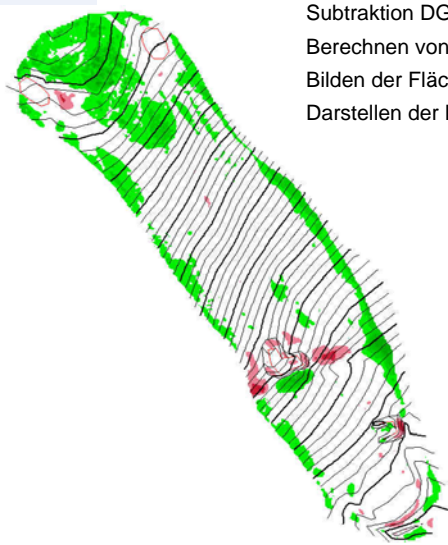 Subtraktion DG
Berechnen von
Bilden der Fläc
Darstellen der